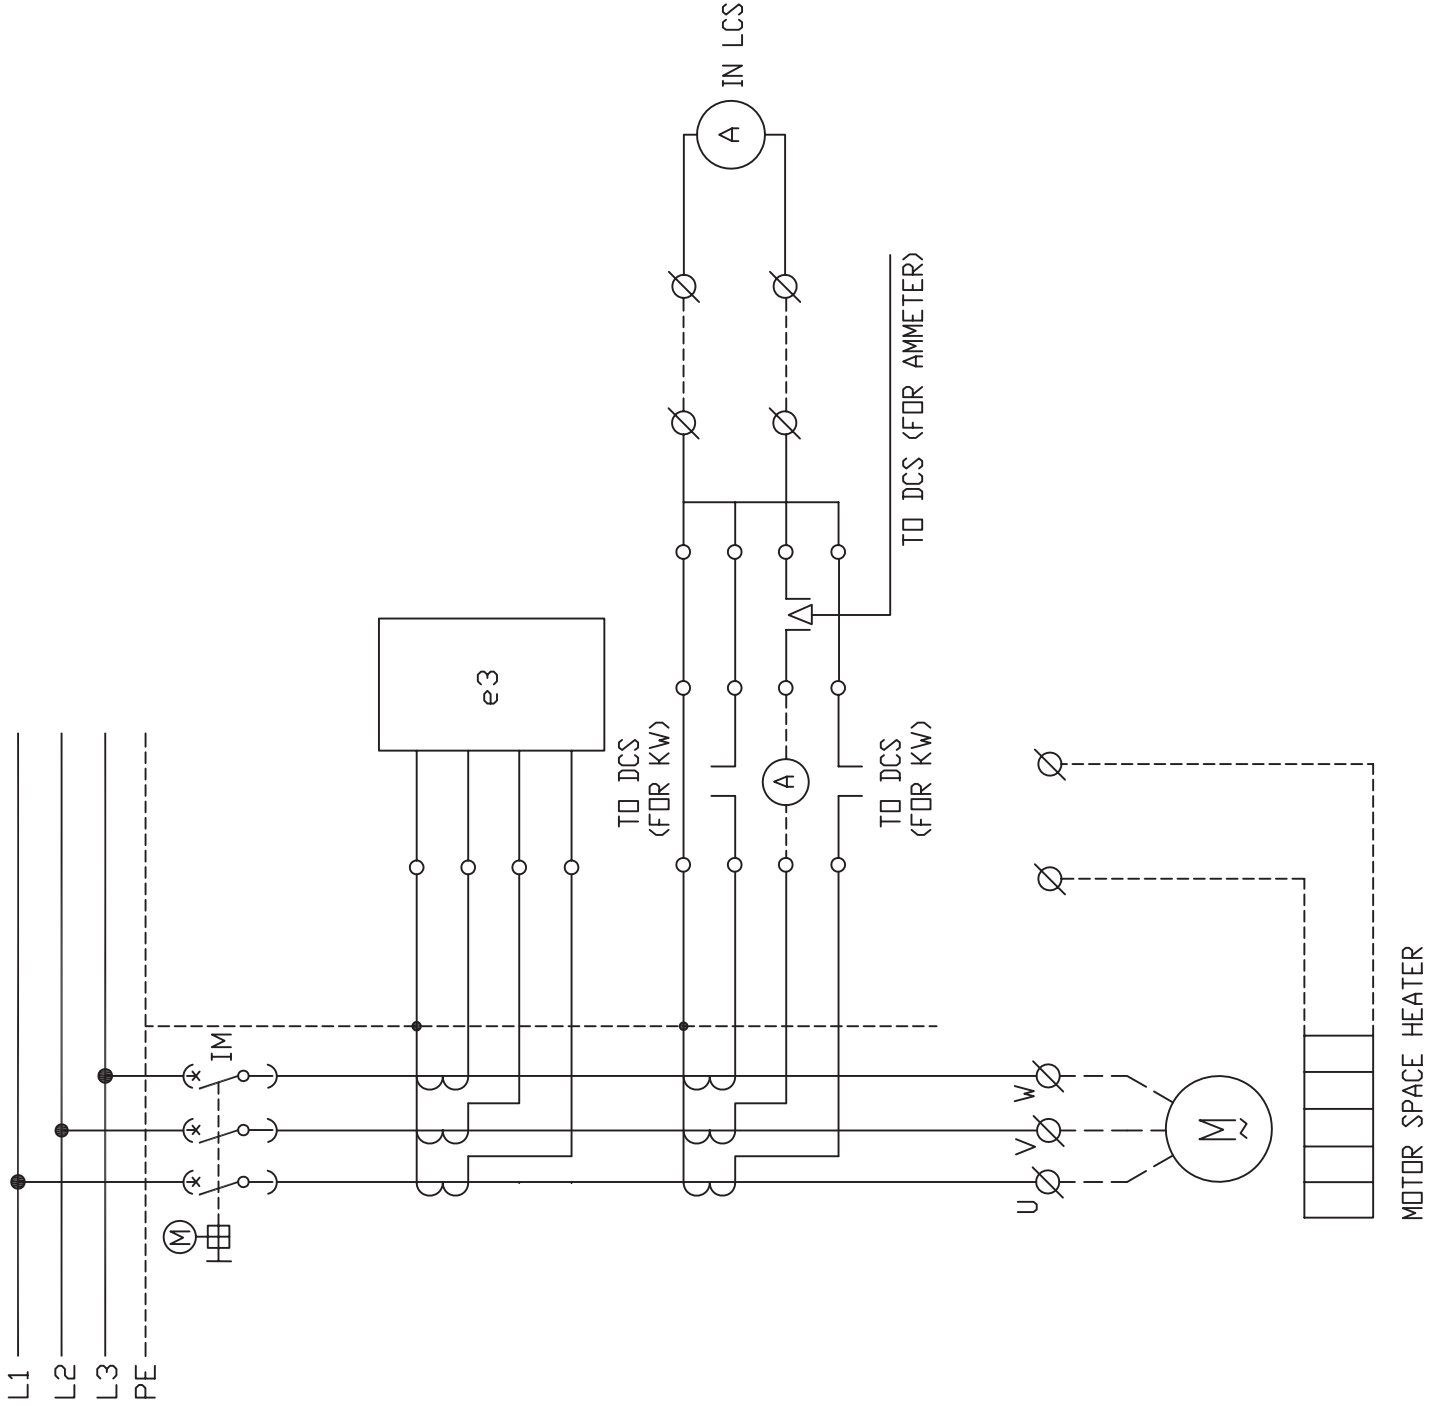 L1
L2
L3
PE
M
IM
e3
TO DCS
(FOR KW)
A
TO DCS
(FOR KW)
TO DCS (FOR AMMETER)
A
IN LCS
U
V
W
M
~
MOTOR SPACE HEATER